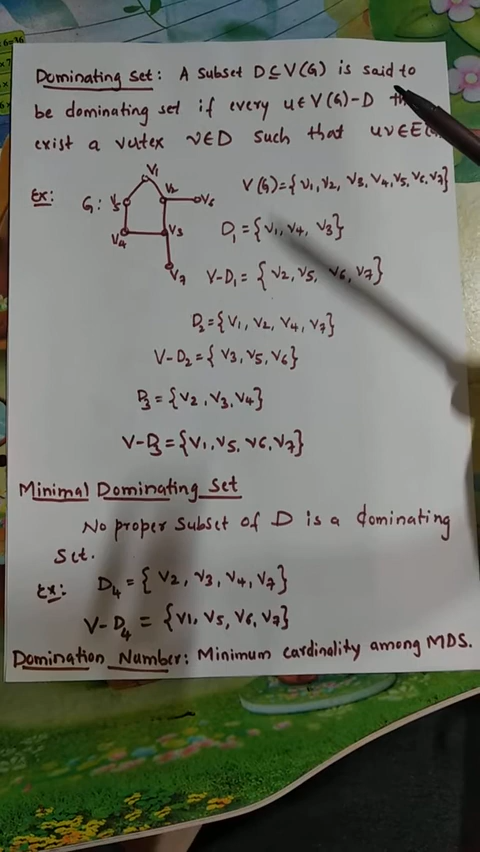 Dominating Set: A subset D⊆V(G) is said to
be dominating set if every u∈V(G)-D
exist a vertex v∈D such that uv∈E(
Ex: G: V1 V2 V3 V4 V5 V6 V7
V(G)={V1, V2, V3, V4, V5, V6, V7}
D1={V1, V4, V3}
V-D1={V2, V5, V6, V7}
D2={V1, V2, V4, V7}
V-D2={V3, V5, V6}
D3={V2, V3, V4}
V-D3={V1, V5, V6, V7}
Minimal Dominating Set
No proper subset of D is a dominating
Set.
Ex: D4={V2, V3, V4, V7}
V-D4={V1, V5, V6, V7}
Domination Number: Minimum cardinality among MDS.